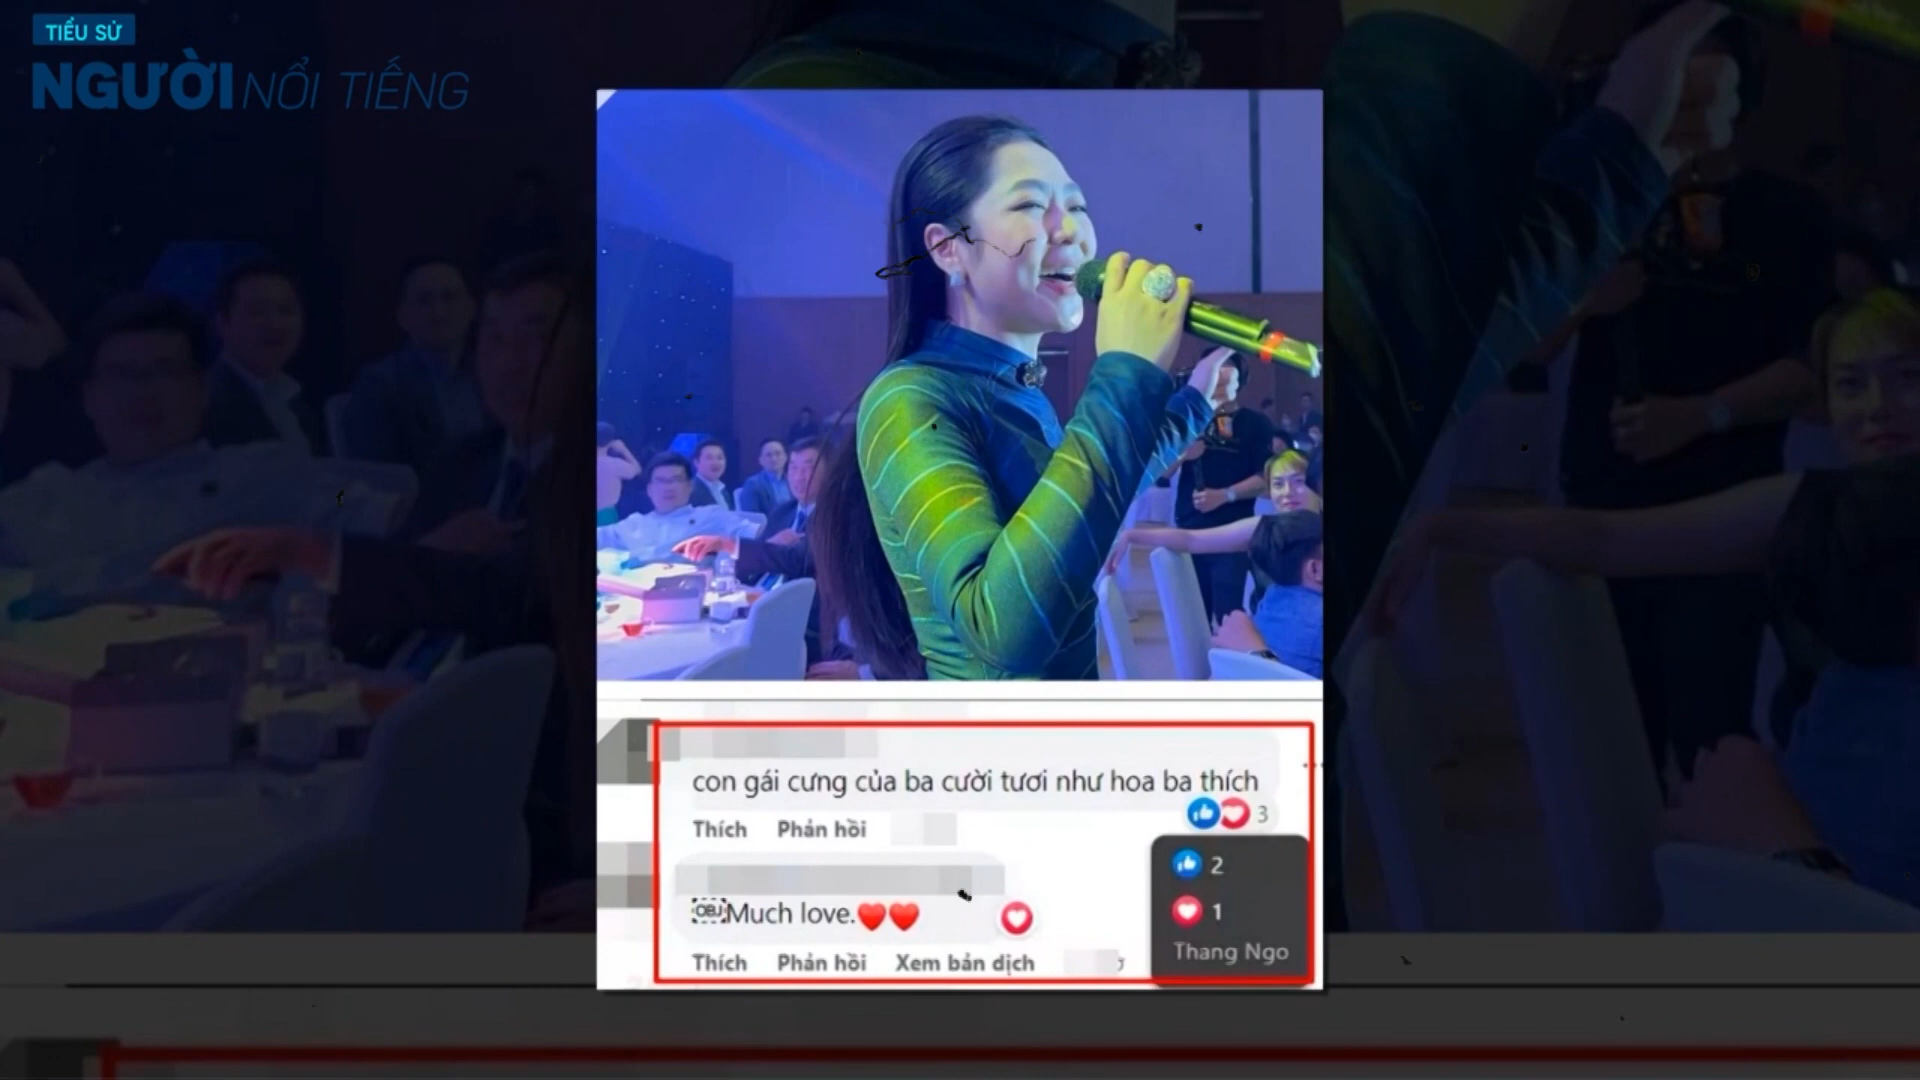 TIỂU SỬ
NGƯỜI NỔI TIẾNG
con gái cưng của ba cười tươi như hoa ba thích
3
Thích Phản hồi
2
OBJ Much love.❤️❤️
1
Thích Phản hồi Xem bản dịch
Thang Ngo